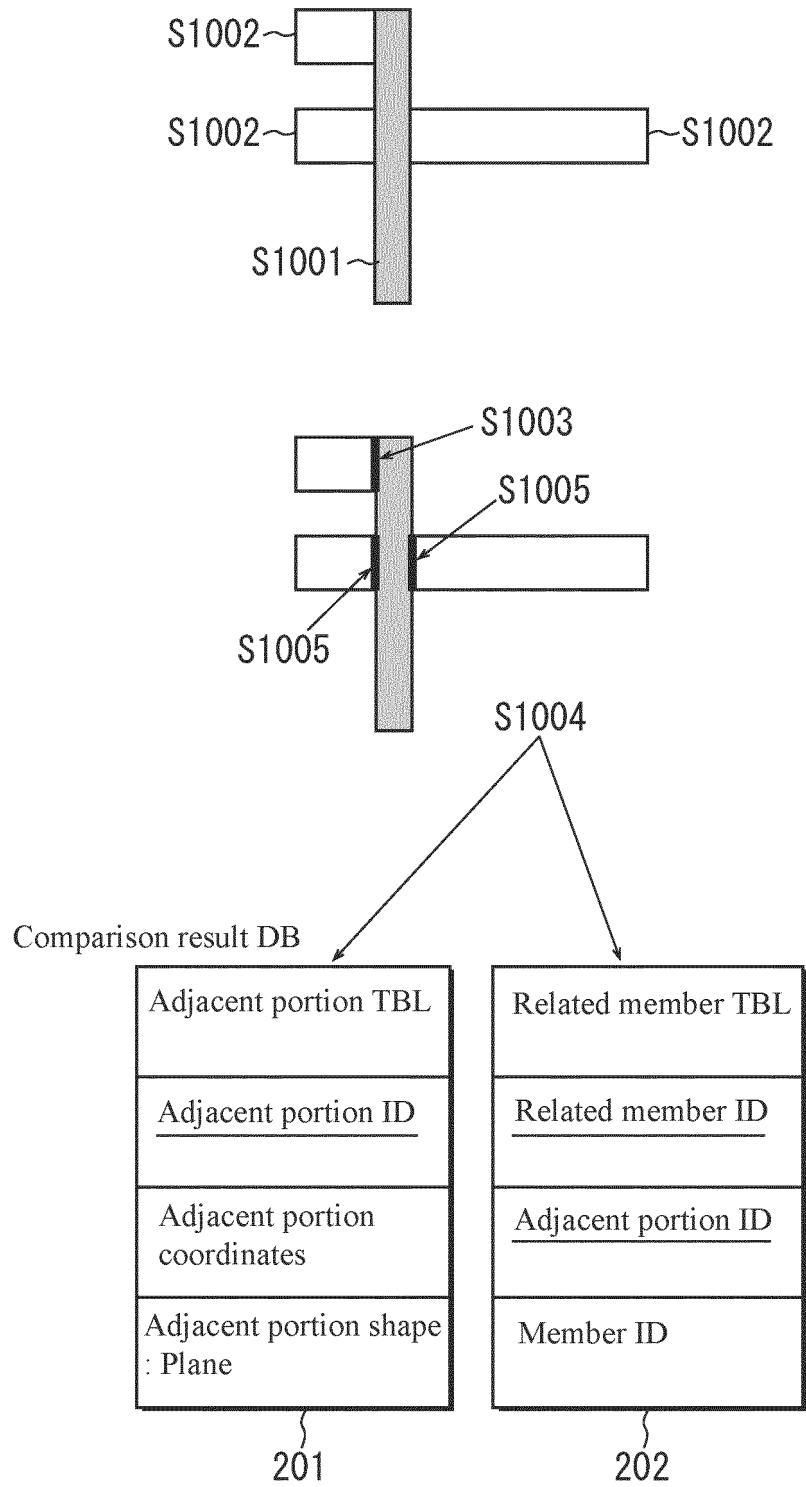 S1002
S1002
S1002
S1001
S1003
S1005
S1005
S1004
Comparison result DB
Adjacent portion TBL
Adjacent portion ID
Adjacent portion
coordinates
Adjacent portion shape
: Plane
201
Related member TBL
Related member ID
Adjacent portion ID
Member ID
202